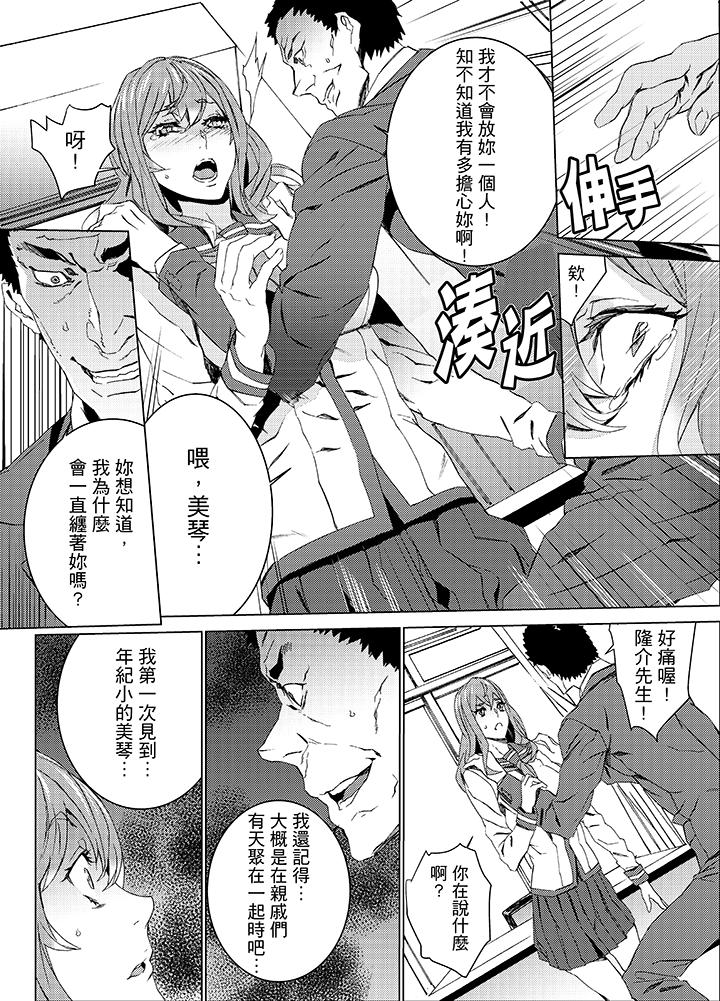 伸手
欸！
我才不會放妳一個人！
知不知道我有多擔心妳啊！
湊近
呀！
喂，美琴…
妳想知道，
我為什麼
會一直纏著妳嗎？
好痛喔！
隆介先生！
你在說什麼
啊？
我還記得…
大概是在親戚們
有天聚在一起時吧…
我第一次見到…
年紀小的美琴…